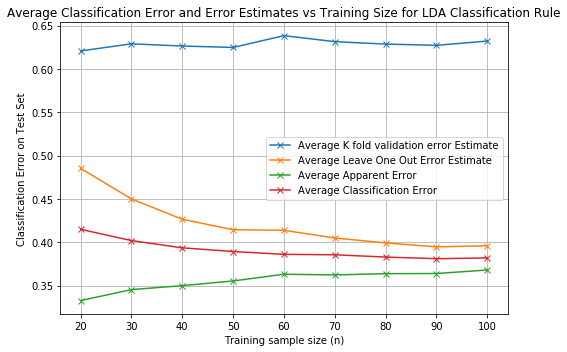 Average Classification Error and Error Estimates vs Training Size for LDA Classification Rule
0.65
0.60
0.55
0.50
0.45
0.40
0.35
Classification Error on Test Set
Average K fold validation error Estimate
Average Leave One Out Error Estimate
Average Apparent Error
Average Classification Error
20 30 40 50 60 70 80 90 100
Training sample size (n)